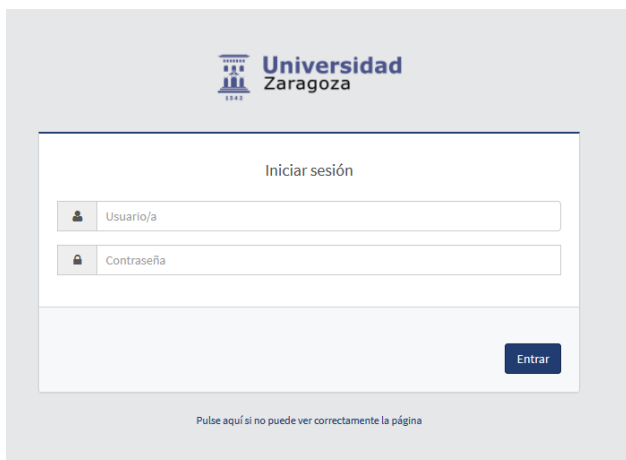 Universidad
Zaragoza
1542
Iniciar sesión
Usuario/a
Contraseña
Entrar
Pulse aquí si no puede ver correctamente la página